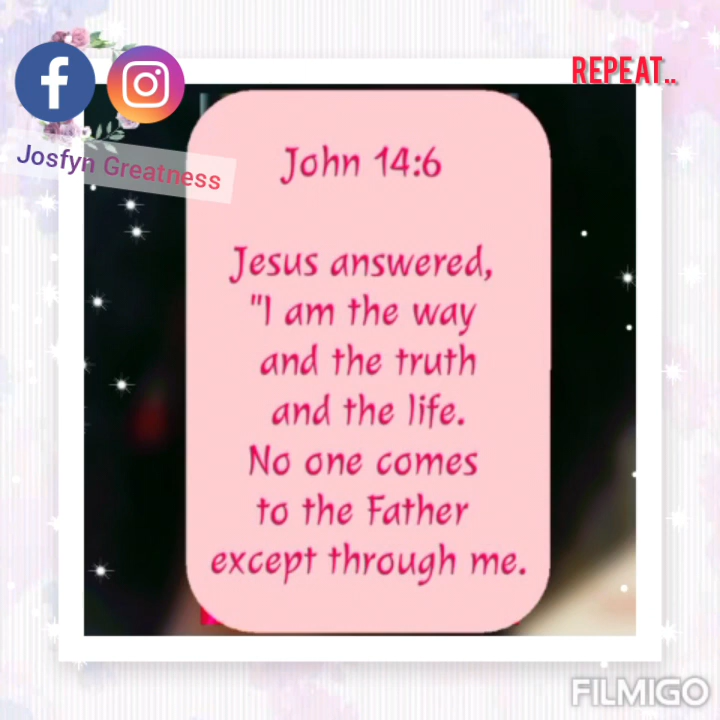 REPEAT..
Josfyn Greatness
John 14:6
Jesus answered,
"I am the way
and the truth
and the life.
No one comes
to the Father
except through me.
FILMIGO